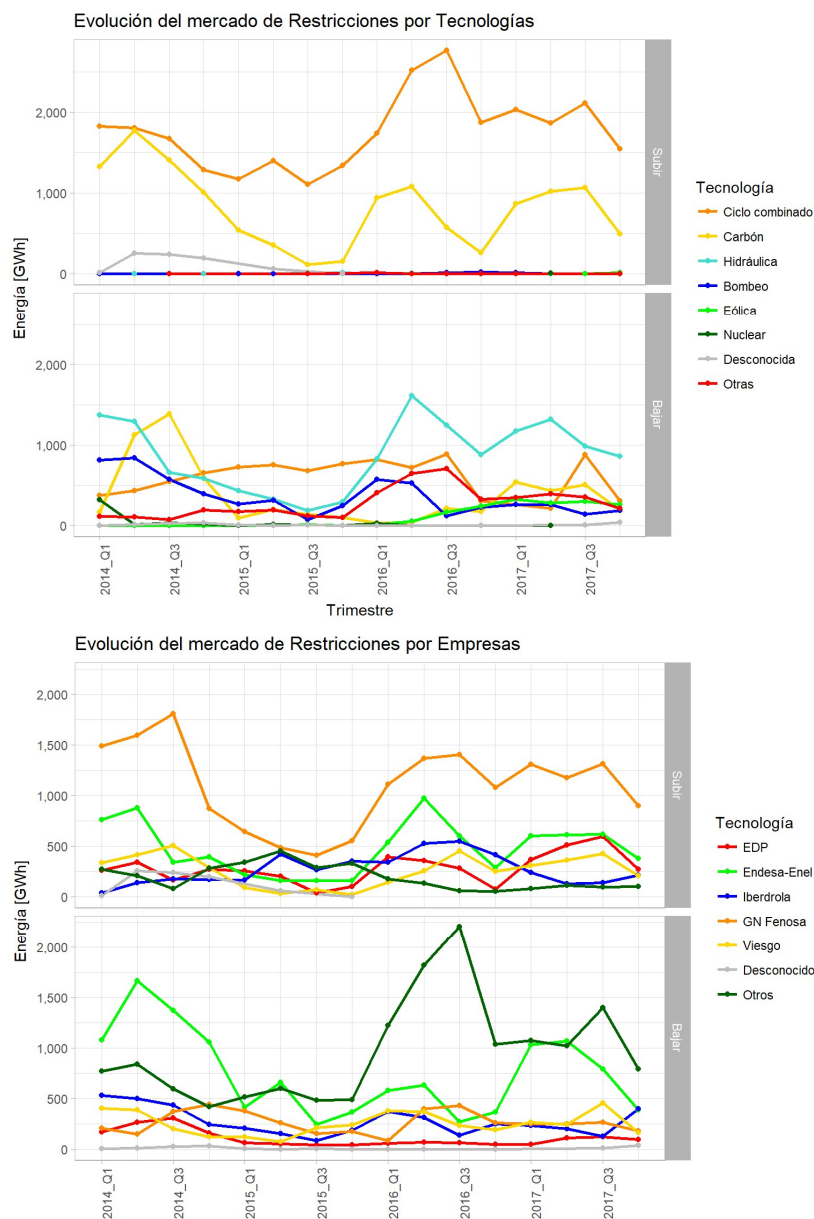 Evolución del mercado de Restricciones por Tecnologías
Energía [GWh]
2,000
1,000
0
Subir
2,000
1,000
0
Bajar
2014_Q1
2014_Q3
2015_Q1
2015_Q3
2016_Q1
2016_Q3
2017_Q1
2017_Q3
Trimestre
Tecnología
Ciclo combinado
Carbón
Hidráulica
Bombeo
Eólica
Nuclear
Desconocida
Otras
Evolución del mercado de Restricciones por Empresas
Energía [GWh]
2,000
1,500
1,000
500
0
Subir
2,000
1,500
1,000
500
0
Bajar
2014_Q1
2014_Q3
2015_Q1
2015_Q3
2016_Q1
2016_Q3
2017_Q1
2017_Q3
Tecnología
EDP
Endesa-Enel
Iberdrola
GN Fenosa
Viesgo
Desconocido
Otros